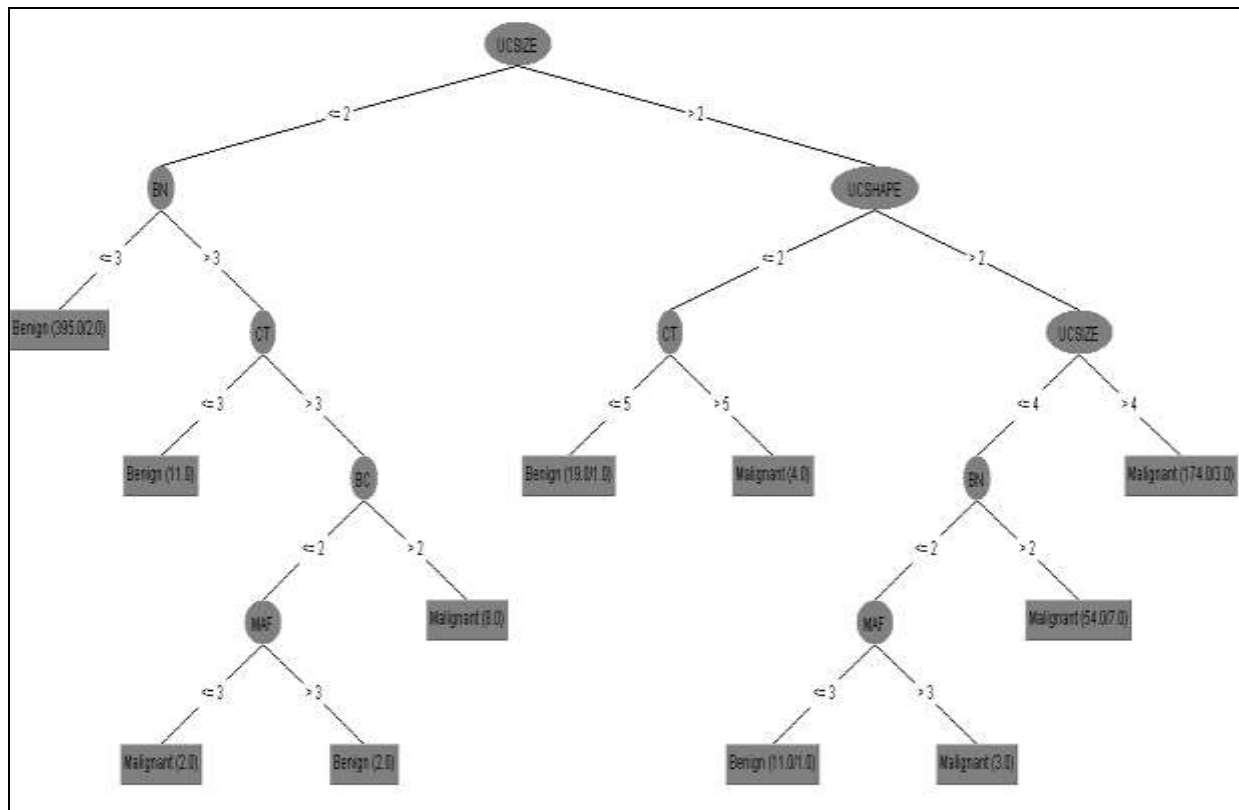 UCSIZE
<= 2
> 2
BN
UCSHAPE
<= 3
> 3
<= 2
> 2
Benign (395.0/2.0)
CT
CT
UCSIZE
<= 3
> 3
<= 5
> 5
<= 4
> 4
Benign (11.0)
BC
Benign (19.0/1.0)
Malignant (4.0)
BN
Malignant (174.0/3.0)
<= 2
> 2
<= 2
> 2
MAF
Malignant (8.0)
MAF
Malignant (54.0/7.0)
<= 3
> 3
<= 3
> 3
Malignant (2.0)
Benign (2.0)
Benign (11.0/1.0)
Malignant (3.0)